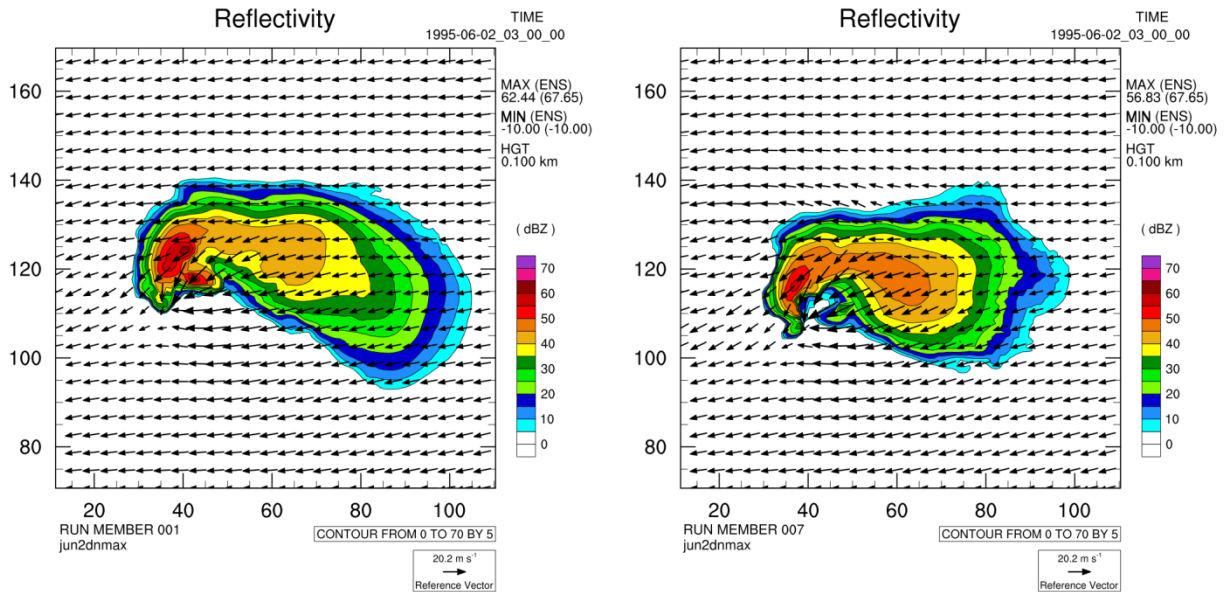 Reflectivity
TIME
1995-06-02_03_00_00
160
140
120
100
80
20
40
60
80
100
MAX (ENS)
62.44 (67.65)
MIN (ENS)
-10.00 (-10.00)
HGT
0.100 km
( dBZ )
70
60
50
40
30
20
10
0
RUN MEMBER 001
jun2dnmax
CONTOUR FROM 0 TO 70 BY 5
20.2 m s⁻¹
Reference Vector
Reflectivity
TIME
1995-06-02_03_00_00
160
140
120
100
80
20
40
60
80
100
MAX (ENS)
56.83 (67.65)
MIN (ENS)
-10.00 (-10.00)
HGT
0.100 km
( dBZ )
70
60
50
40
30
20
10
0
RUN MEMBER 007
jun2dnmax
CONTOUR FROM 0 TO 70 BY 5
20.2 m s⁻¹
Reference Vector